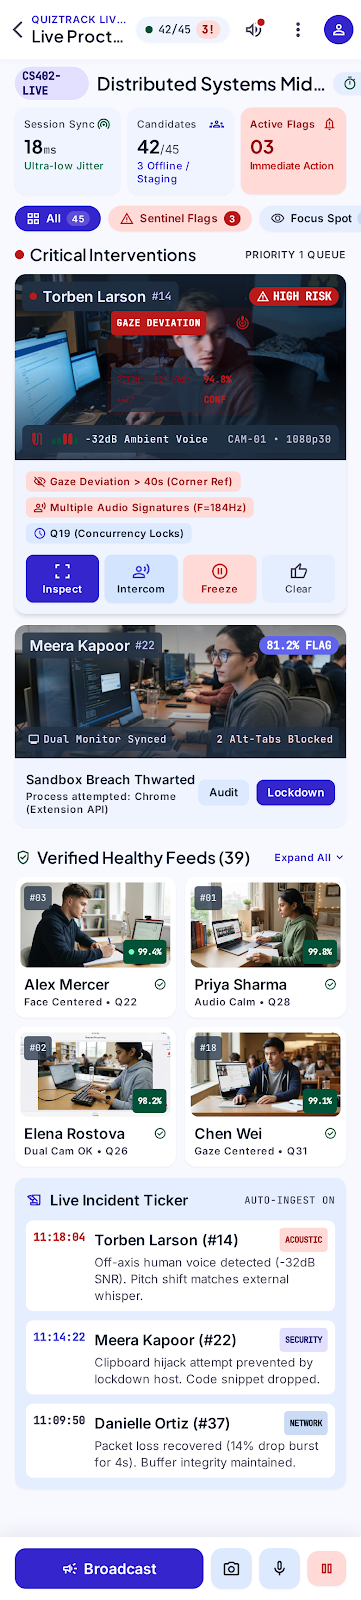 QUIZTRACK LIV...
Live Proct...
42/45 3!
CS402-
LIVE
Distributed Systems Mid...
Session Sync
18ms
Ultra-low Jitter
Candidates
42/45
3 Offline /
Staging
Active Flags
03
Immediate Action
All 45
Sentinel Flags 3
Focus Spot
Critical Interventions
PRIORITY 1 QUEUE
Torben Larson #14
HIGH RISK
GAZE DEVIATION
94.8%
CONF
-32dB Ambient Voice
CAM-01 • 1080p30
Gaze Deviation > 40s (Corner Ref)
Multiple Audio Signatures (F=184Hz)
Q19 (Concurrency Locks)
Inspect
Intercom
Freeze
Clear
Meera Kapoor #22
81.2% FLAG
Dual Monitor Synced
2 Alt-Tabs Blocked
Sandbox Breach Thwarted
Process attempted: Chrome
(Extension API)
Audit
Lockdown
Verified Healthy Feeds (39)
Expand All
#03
99.4%
Alex Mercer
Face Centered • Q22
#01
99.8%
Priya Sharma
Audio Calm • Q28
#02
98.2%
Elena Rostova
Dual Cam OK • Q26
#18
99.1%
Chen Wei
Gaze Centered • Q31
Live Incident Ticker
AUTO-INGEST ON
11:18:04
Torben Larson (#14)
ACOUSTIC
Off-axis human voice detected (-32dB
SNR). Pitch shift matches external
whisper.
11:14:22
Meera Kapoor (#22)
SECURITY
Clipboard hijack attempt prevented by
lockdown host. Code snippet dropped.
11:09:50
Danielle Ortiz (#37)
NETWORK
Packet loss recovered (14% drop burst
for 4s). Buffer integrity maintained.
Broadcast